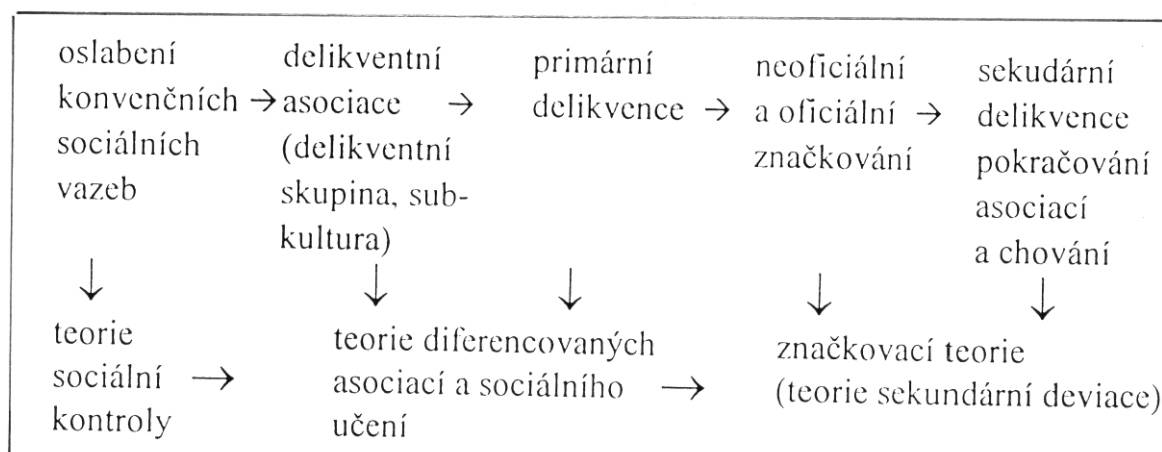 oslabení
konvenčních →
sociálních
vazeb
delikventní
asociace →
(delikventní
skupina, sub-
kultura)
primární
delikvence →
neoficiální
a oficiální →
značkování
sekudární
delikvence
pokračování
asociací
a chování
↓ ↓ ↓ ↓ ↓
teorie
sociální →
kontroly
teorie diferencovaných
asociací a sociálního →
učení
značkovací teorie
(teorie sekundární deviace)